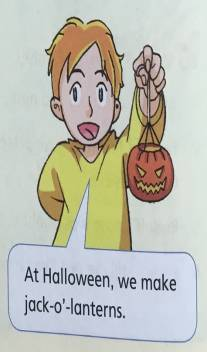 At Halloween, we make
jack-o'-lanterns.